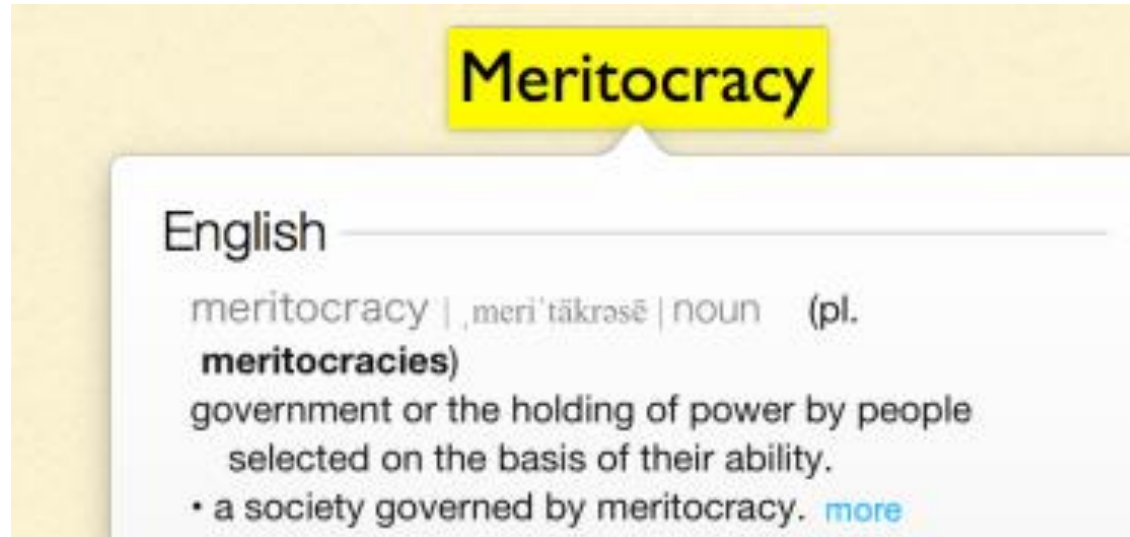 Meritocracy
English
meritocracy | ˌmeriˈtäkrəsē | noun (pl.
meritocracies)
government or the holding of power by people
selected on the basis of their ability.
• a society governed by meritocracy. more